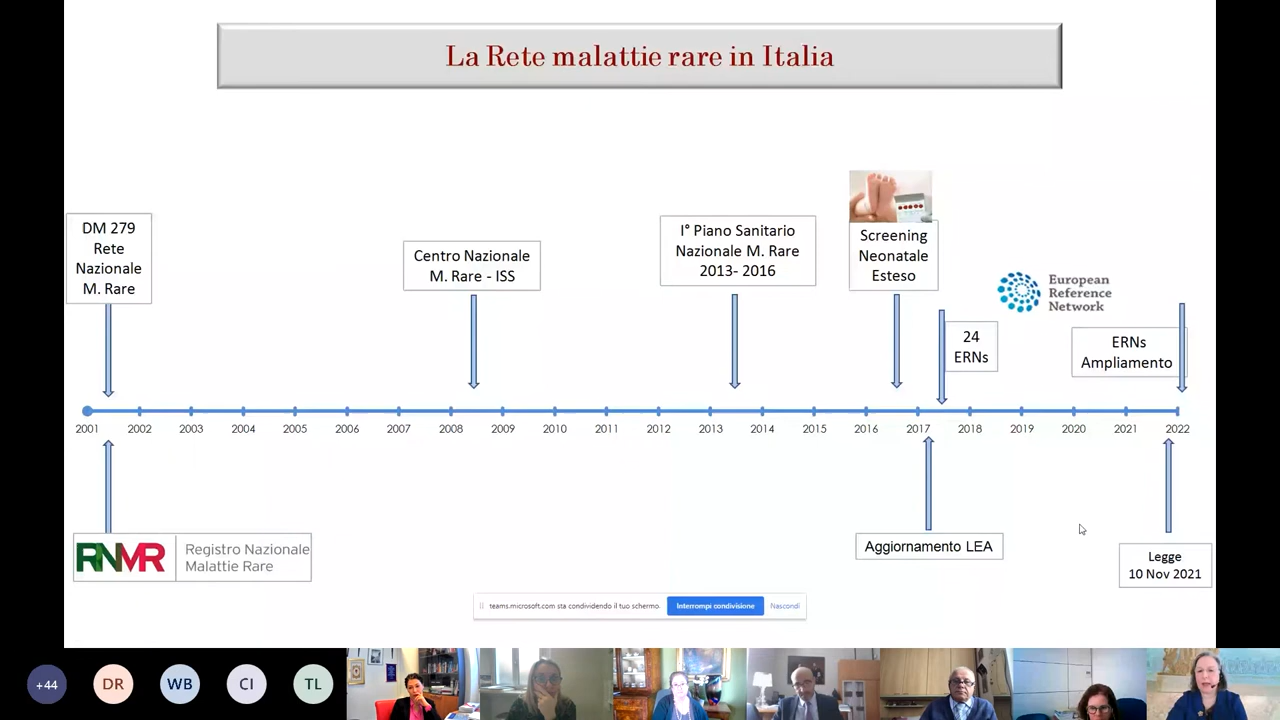 La Rete malattie rare in Italia
DM 279
Rete
Nazionale
M. Rare
Centro Nazionale
M. Rare - ISS
I° Piano Sanitario
Nazionale M. Rare
2013- 2016
Screening
Neonatale
Esteso
24
ERNs
European
Reference
Network
ERNs
Ampliamento
2001 2002 2003 2004 2005 2006 2007 2008 2009 2010 2011 2012 2013 2014 2015 2016 2017 2018 2019 2020 2021 2022
RNMR
Registro Nazionale
Malattie Rare
Aggiornamento LEA
Legge
10 Nov 2021
teams.microsoft.com sta condividendo il tuo schermo. Interrompi condivisione Nascondi
+44 DR WB CI TL